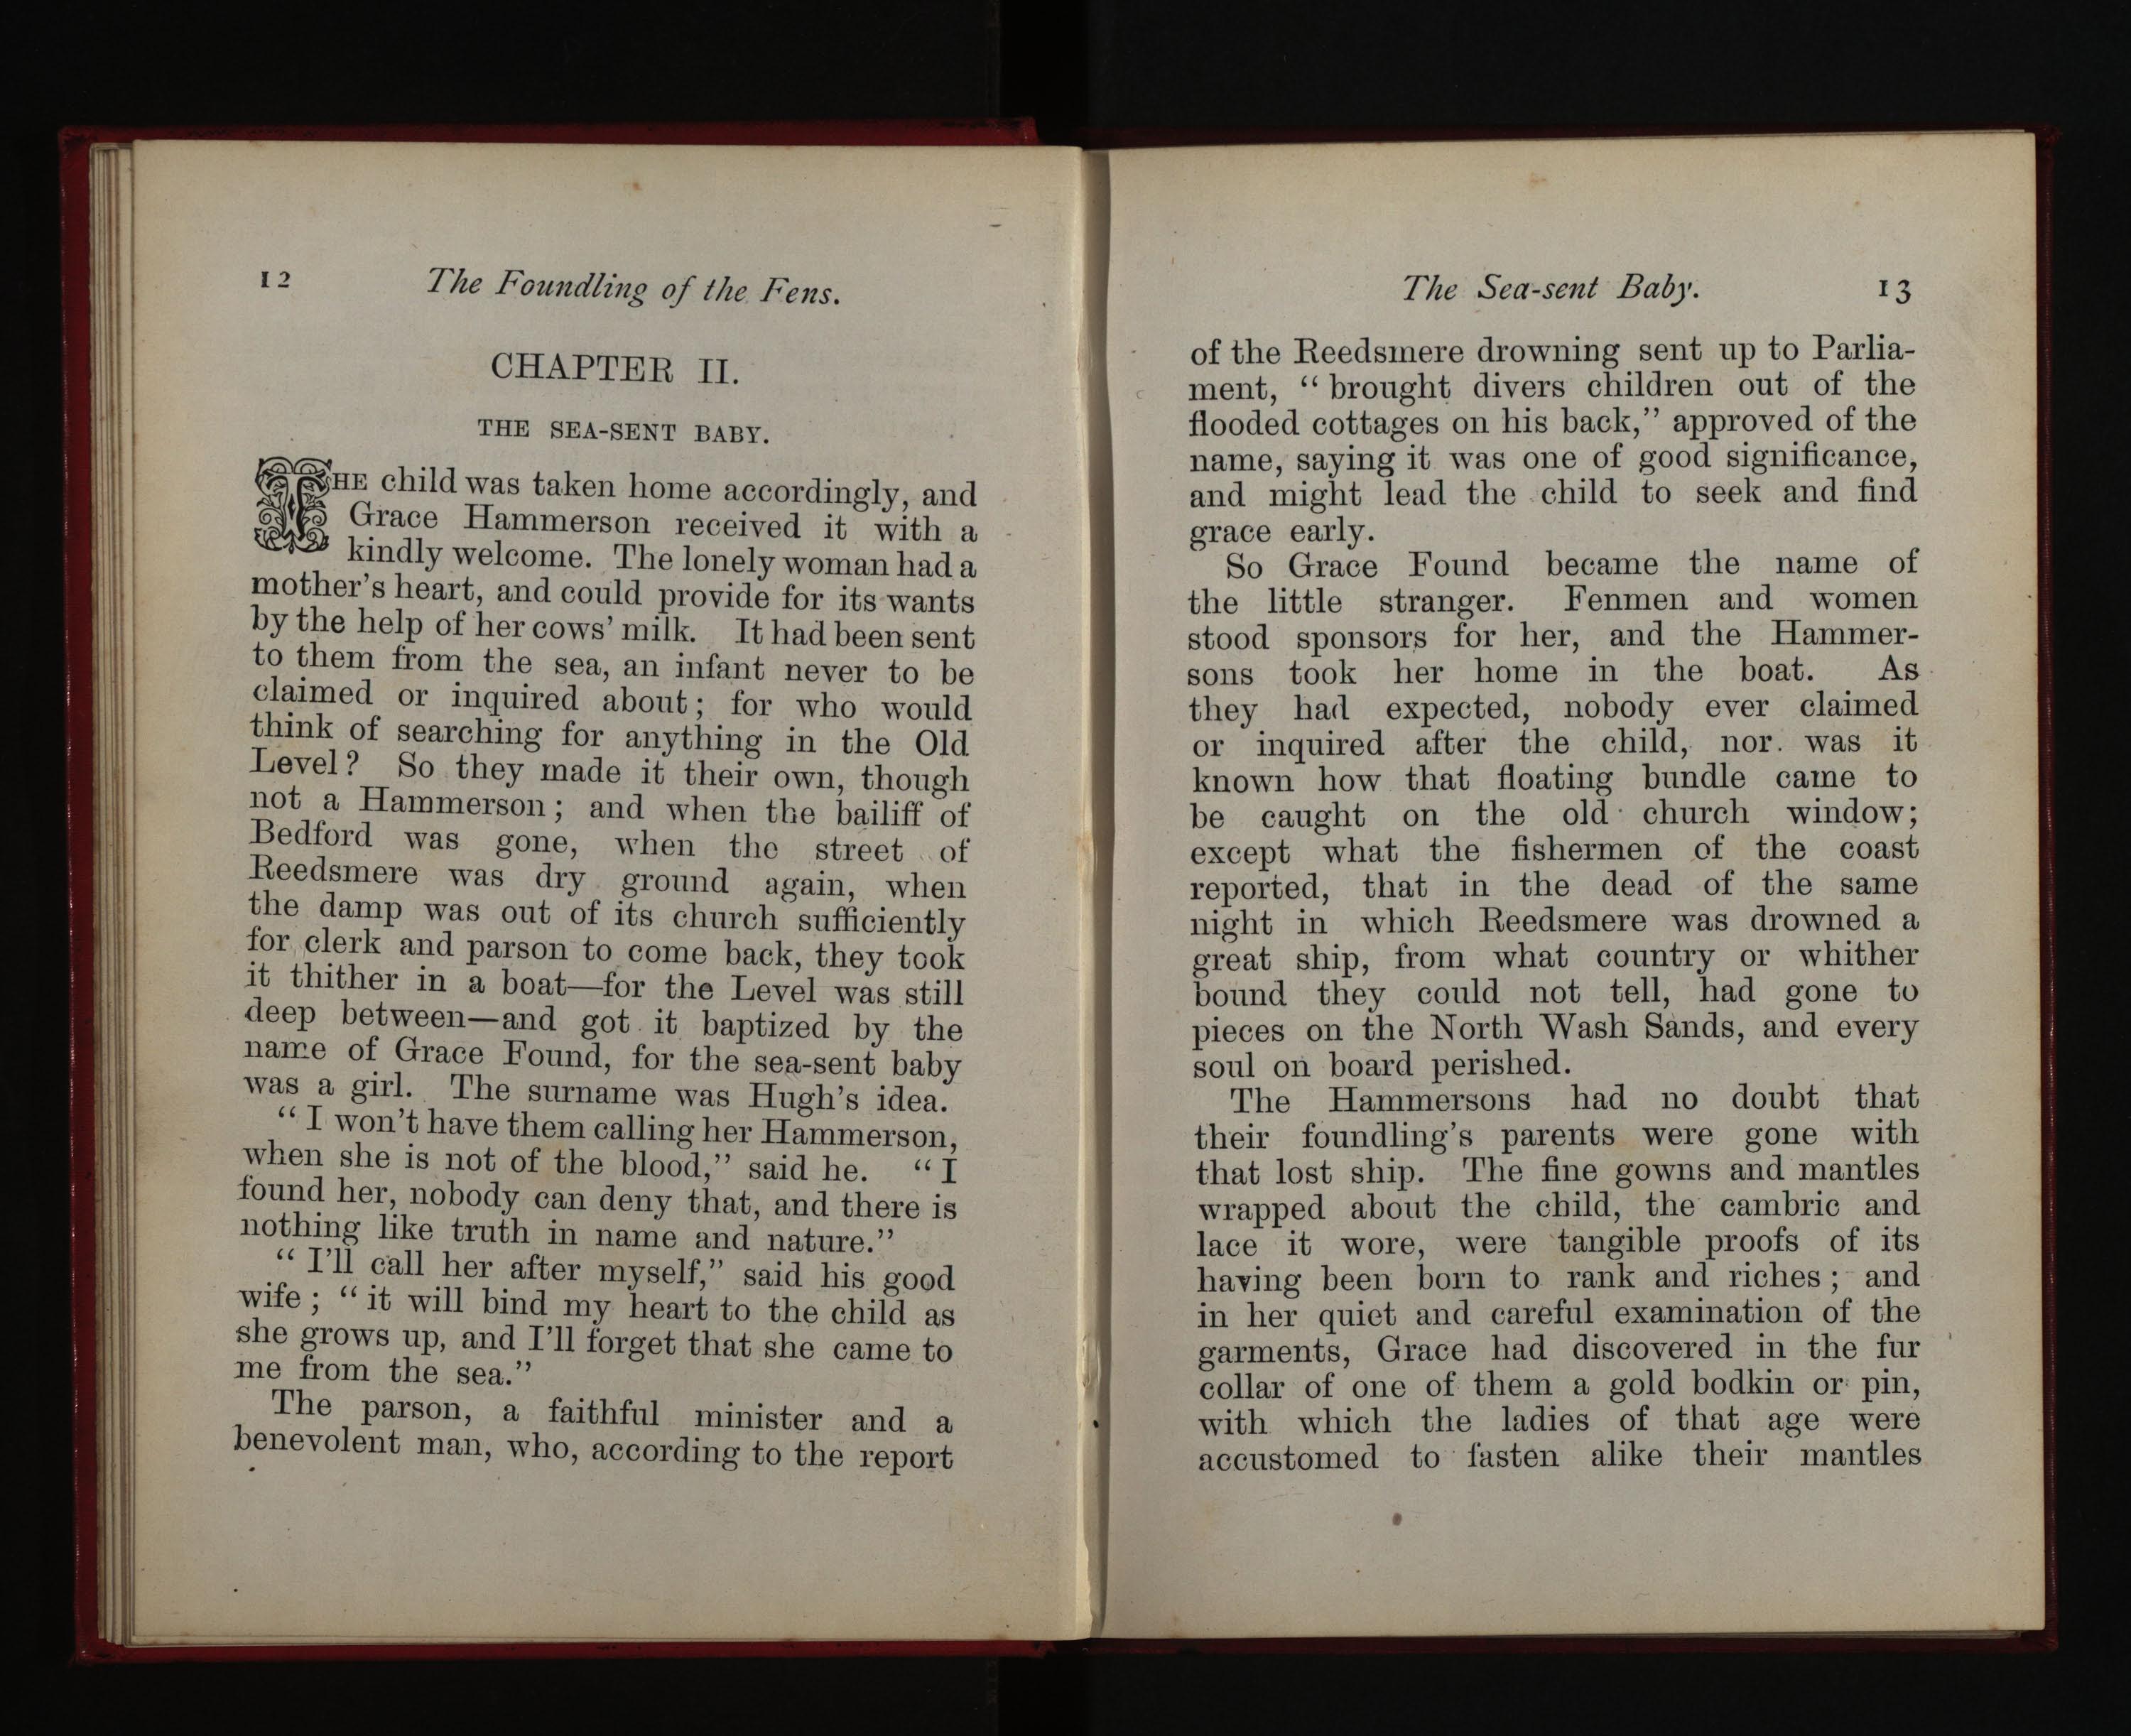 12 The Foundling of the Fens.
CHAPTER II.
THE SEA-SENT BABY.
THE child was taken home accordingly, and
Grace Hammerson received it with a
kindly welcome. The lonely woman had a
mother's heart, and could provide for its wants
by the help of her cows' milk. It had been sent
to them from the sea, an infant never to be
claimed or inquired about; for who would
think of searching for anything in the Old
Level? So they made it their own, though
not a Hammerson; and when the bailiff of
Bedford was gone, when the street of
Reedsmere was dry ground again, when
the damp was out of its church sufficiently
for clerk and parson to come back, they took
it thither in a boat—for the Level was still
deep between—and got it baptized by the
name of Grace Found, for the sea-sent baby
was a girl. The surname was Hugh's idea.
"I won't have them calling her Hammerson,
when she is not of the blood," said he. "I
found her, nobody can deny that, and there is
nothing like truth in name and nature."
"I'll call her after myself," said his good
wife; "it will bind my heart to the child as
she grows up, and I'll forget that she came to
me from the sea."
The parson, a faithful minister and a
benevolent man, who, according to the report
The Sea-sent Baby. 13
of the Reedsmere drowning sent up to Parlia-
ment, "brought divers children out of the
flooded cottages on his back," approved of the
name, saying it was one of good significance,
and might lead the child to seek and find
grace early.
So Grace Found became the name of
the little stranger. Fenmen and women
stood sponsors for her, and the Hammer-
sons took her home in the boat. As
they had expected, nobody ever claimed
or inquired after the child, nor was it
known how that floating bundle came to
be caught on the old church window;
except what the fishermen of the coast
reported, that in the dead of the same
night in which Reedsmere was drowned a
great ship, from what country or whither
bound they could not tell, had gone to
pieces on the North Wash Sands, and every
soul on board perished.
The Hammersons had no doubt that
their foundling's parents were gone with
that lost ship. The fine gowns and mantles
wrapped about the child, the cambric and
lace it wore, were tangible proofs of its
having been born to rank and riches; and
in her quiet and careful examination of the
garments, Grace had discovered in the fur
collar of one of them a gold bodkin or pin,
with which the ladies of that age were
accustomed to fasten alike their mantles